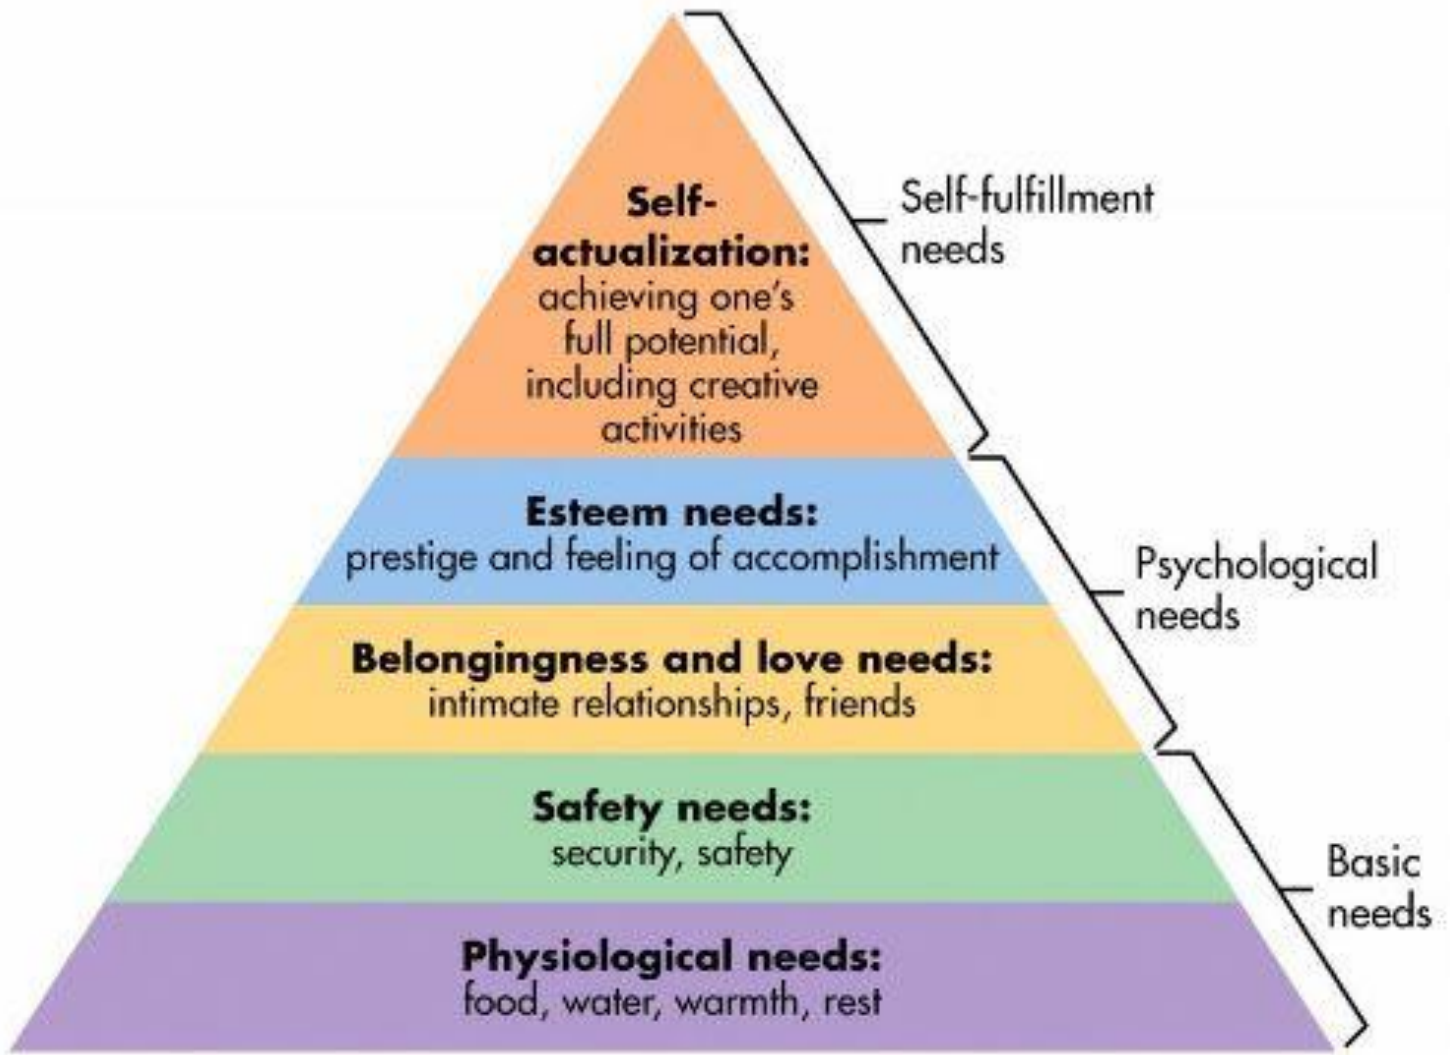 Self-
actualization:
achieving one's
full potential,
including creative
activities
Self-fulfillment
needs
Esteem needs:
prestige and feeling of accomplishment
Belongingness and love needs:
intimate relationships, friends
Psychological
needs
Safety needs:
security, safety
Physiological needs:
food, water, warmth, rest
Basic
needs